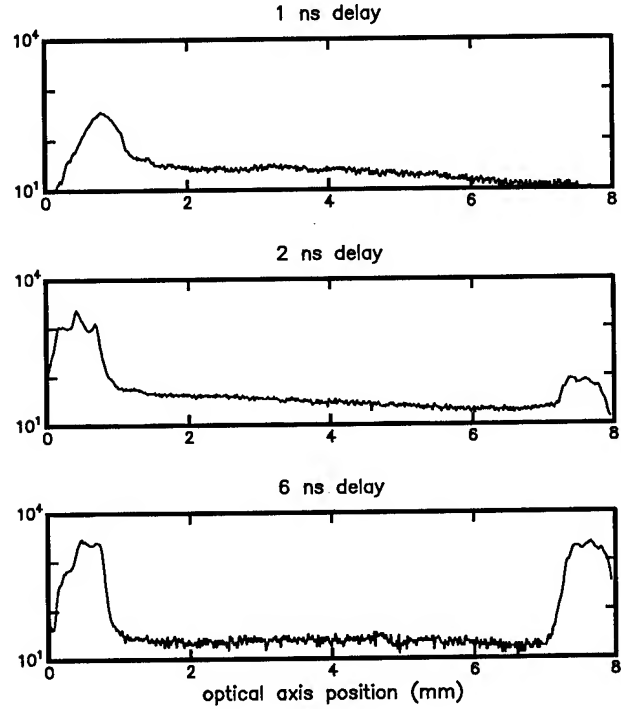 1 ns delay
10⁴
10¹
0 2 4 6 8
2 ns delay
10⁴
10¹
0 2 4 6 8
6 ns delay
10⁴
10¹
0 2 4 6 8
optical axis position (mm)